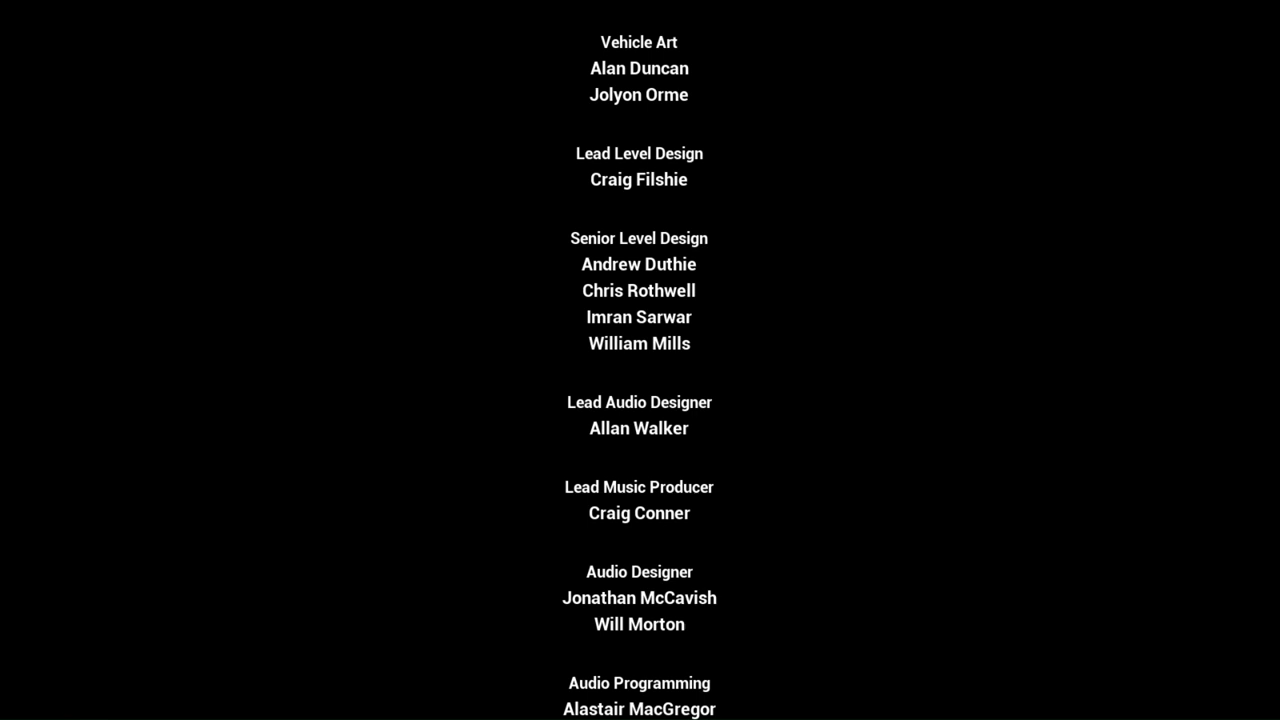 Vehicle Art
Alan Duncan
Jolyon Orme
Lead Level Design
Craig Filshie
Senior Level Design
Andrew Duthie
Chris Rothwell
Imran Sarwar
William Mills
Lead Audio Designer
Allan Walker
Lead Music Producer
Craig Conner
Audio Designer
Jonathan McCavish
Will Morton
Audio Programming
Alastair MacGregor